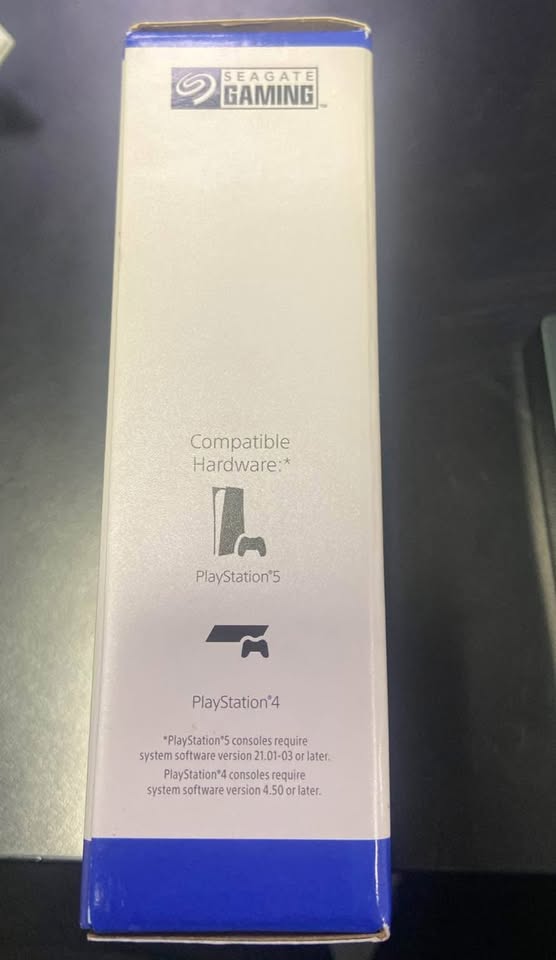 SEAGATE
GAMING™
Compatible
Hardware:*
PlayStation®5
PlayStation®4
*PlayStation®5 consoles require
system software version 21.01-03 or later.
PlayStation®4 consoles require
system software version 4.50 or later.